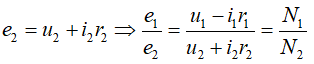 e₂ = u₂ + i₂r₂ ⇒ e₁/e₂ = (u₁ − i₁r₁)/(u₂ + i₂r₂) = N₁/N₂